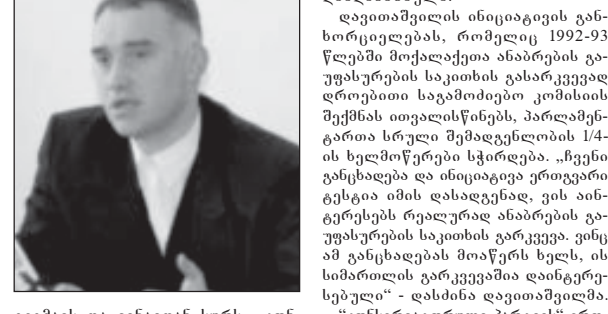 დავითაშვილის ინიციატივის გან-
ხორციელებას, რომელიც 1992-93
წლებში მოქალაქეთა ანაბრების გა-
უფასურების საკითხის გასარკვევად
დროებითი საგამოძიებო კომისიის
შექმნას ითვალისწინებს, პარლამენ-
ტართა სრული შემადგენლობის 1/4-
ის ხელმოწერები სჭირდება. „ჩვენი
განცხადება და ინიციატივა ერთგვარი
ტესტია იმის დასადგენად, ვის აინ-
ტერესებს რეალურად ანაბრების გა-
უფასურების საკითხის გარკვევა. ვინც
ამ განცხადებას მოაწერს ხელს, ის
სიმართლის გარკვევაშია დაინტერე-
სებული“ - დასძინა დავითაშვილმა.